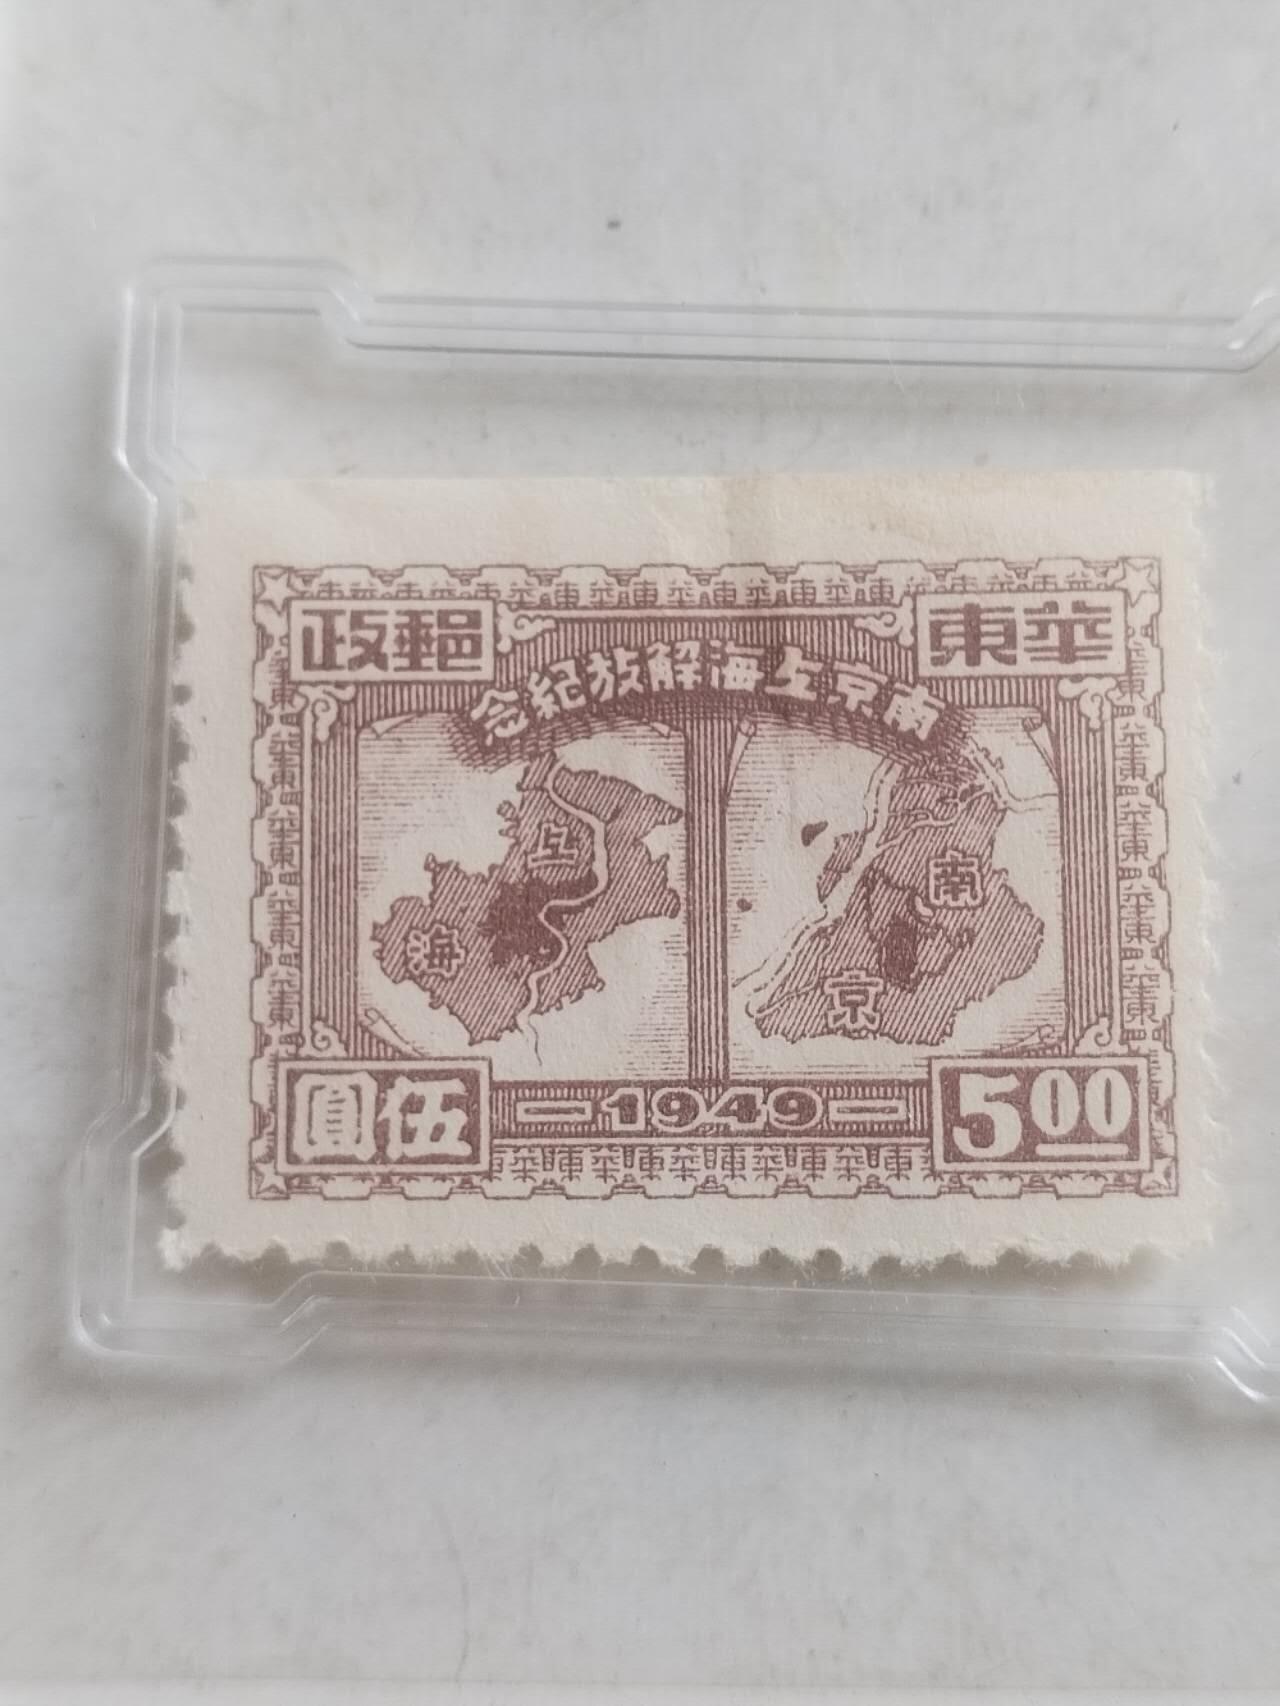 華東
郵政
南京上海解放紀念
南京
上海
伍圓
1949
5 00